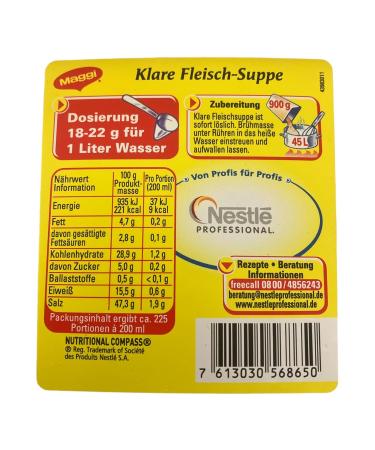 Maggi
Klare Fleisch-Suppe
4390011
Dosierung
18-22 g für
1 Liter Wasser
Zubereitung
900 g
Klare Fleischsuppe ist
sofort löslich. Brühmasse
unter Rühren in das heiße
Wasser einstreuen und
aufwallen lassen.
45 L
Nährwert Information 100 g Produkt-masse Pro Portion (200 ml)
Energie 935 kJ 221 kcal 37 kJ 9 kcal
Fett 4,7 g 0,2 g
davon gesättigte Fettsäuren 2,8 g 0,1 g
Kohlenhydrate 28,9 g 1,2 g
davon Zucker 5,0 g 0,2 g
Ballaststoffe 0,5 g <0,1 g
Eiweiß 15,5 g 0,6 g
Salz 47,3 g 1,9 g
Packungsinhalt ergibt ca. 225
Portionen à 200 ml
NUTRITIONAL COMPASS®
® Reg. Trademark of Société
des Produits Nestlé S.A.
Von Profis für Profis
Nestlé
PROFESSIONAL.
Rezepte • Beratung
Informationen
freecall 0800/4856243
beratung@nestleprofessional.de
www.nestleprofessional.de
7 613030 568650